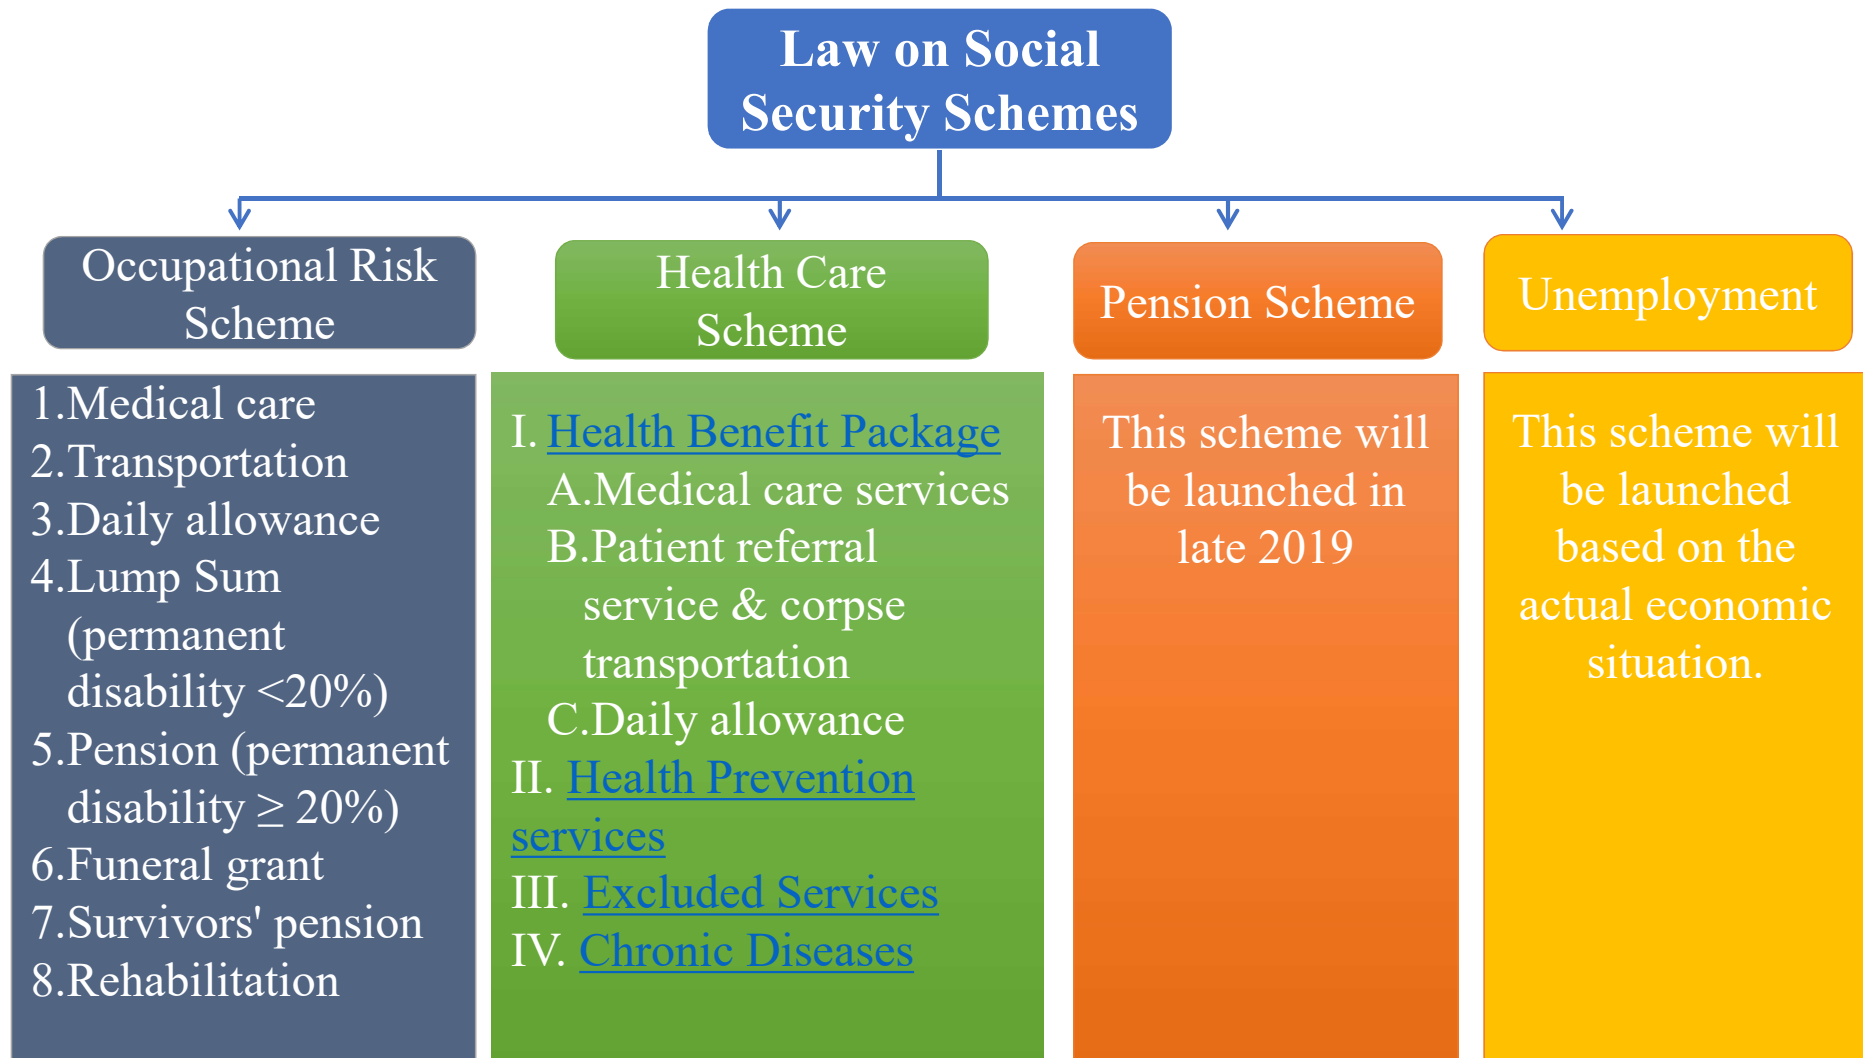 Law on Social
Security Schemes
Occupational Risk
Scheme
1.Medical care
2.Transportation
3.Daily allowance
4.Lump Sum
(permanent
disability <20%)
5.Pension (permanent
disability ≥ 20%)
6.Funeral grant
7.Survivors' pension
8.Rehabilitation
Health Care
Scheme
I. Health Benefit Package
A.Medical care services
B.Patient referral
service & corpse
transportation
C.Daily allowance
II. Health Prevention
services
III. Excluded Services
IV. Chronic Diseases
Pension Scheme
This scheme will
be launched in
late 2019
Unemployment
This scheme will
be launched
based on the
actual economic
situation.